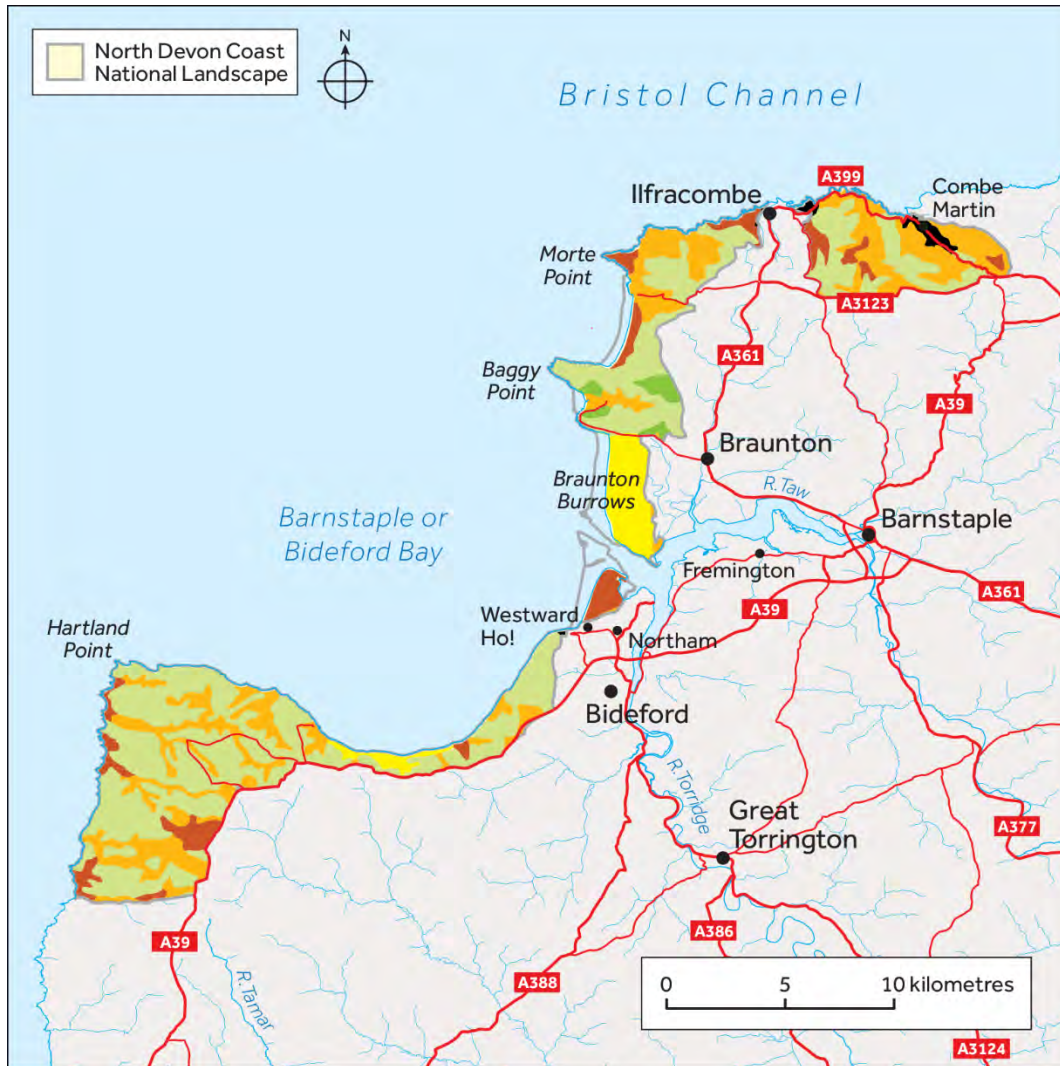 North Devon Coast
National Landscape
N
Bristol Channel
A399
Ilfracombe
Combe
Martin
Morte
Point
A3123
A361
Baggy
Point
A39
Braunton
Braunton
Burrows
R.Taw
Barnstaple or
Bideford Bay
Barnstaple
Fremington
A361
A39
Westward
Ho!
Northam
Hartland
Point
Bideford
R.Torridge
Great
Torrington
A377
A386
A39
R.Tamar
A388
0 5 10 kilometres
A3124